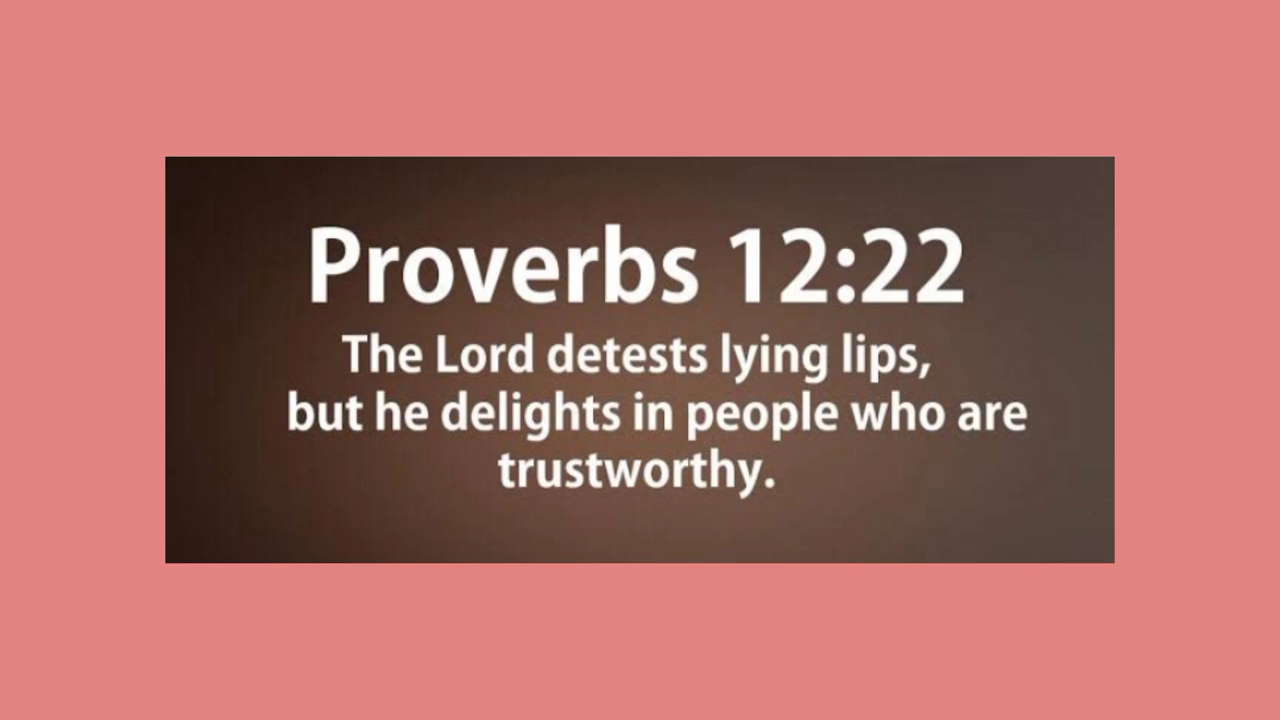 Proverbs 12:22
The Lord detests lying lips,
but he delights in people who are
trustworthy.